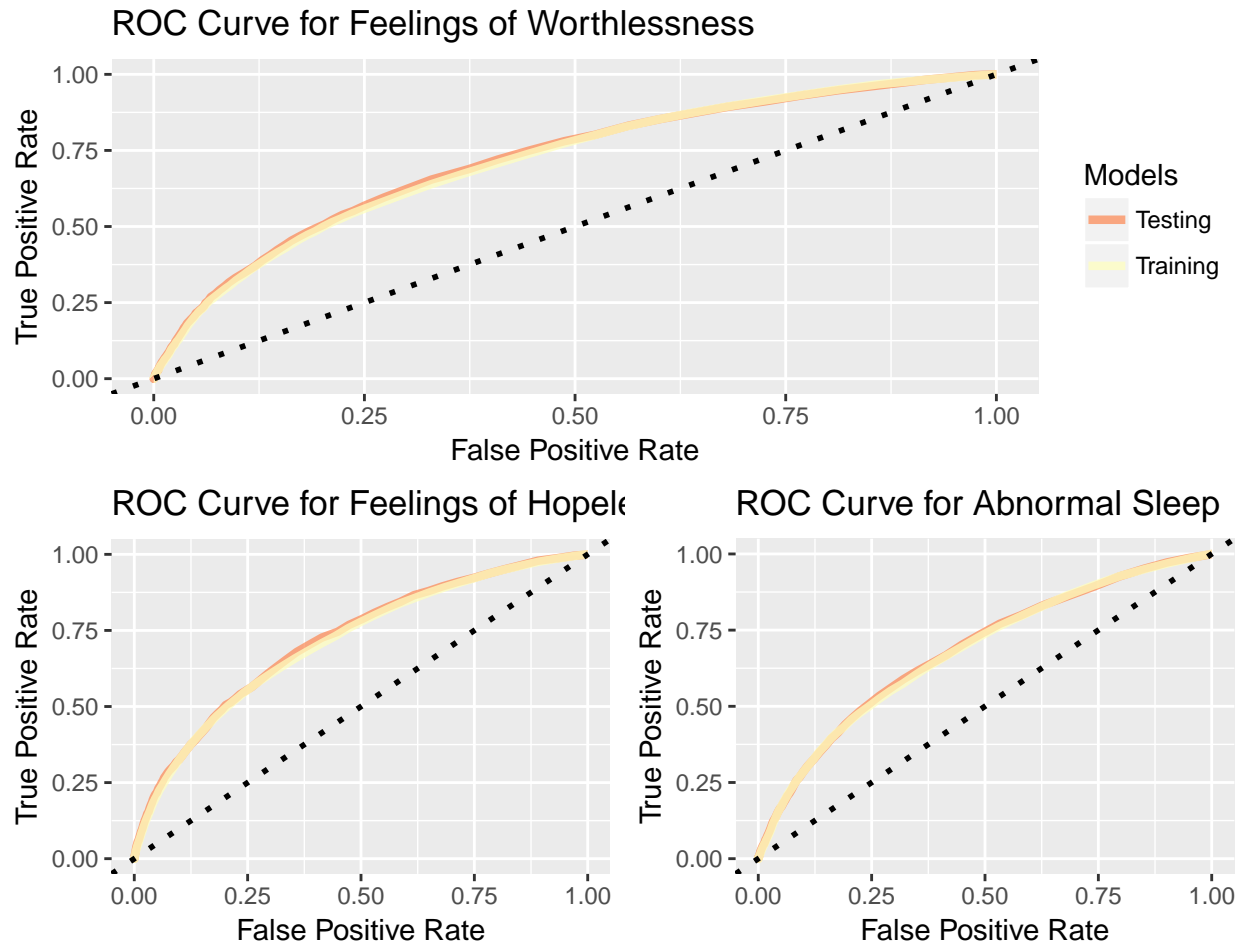 ROC Curve for Feelings of Worthlessness
True Positive Rate
1.00
0.75
0.50
0.25
0.00
0.00 0.25 0.50 0.75 1.00
False Positive Rate
Models
Testing
Training
ROC Curve for Feelings of Hopele
True Positive Rate
1.00
0.75
0.50
0.25
0.00
0.00 0.25 0.50 0.75 1.00
False Positive Rate
ROC Curve for Abnormal Sleep
True Positive Rate
1.00
0.75
0.50
0.25
0.00
0.00 0.25 0.50 0.75 1.00
False Positive Rate